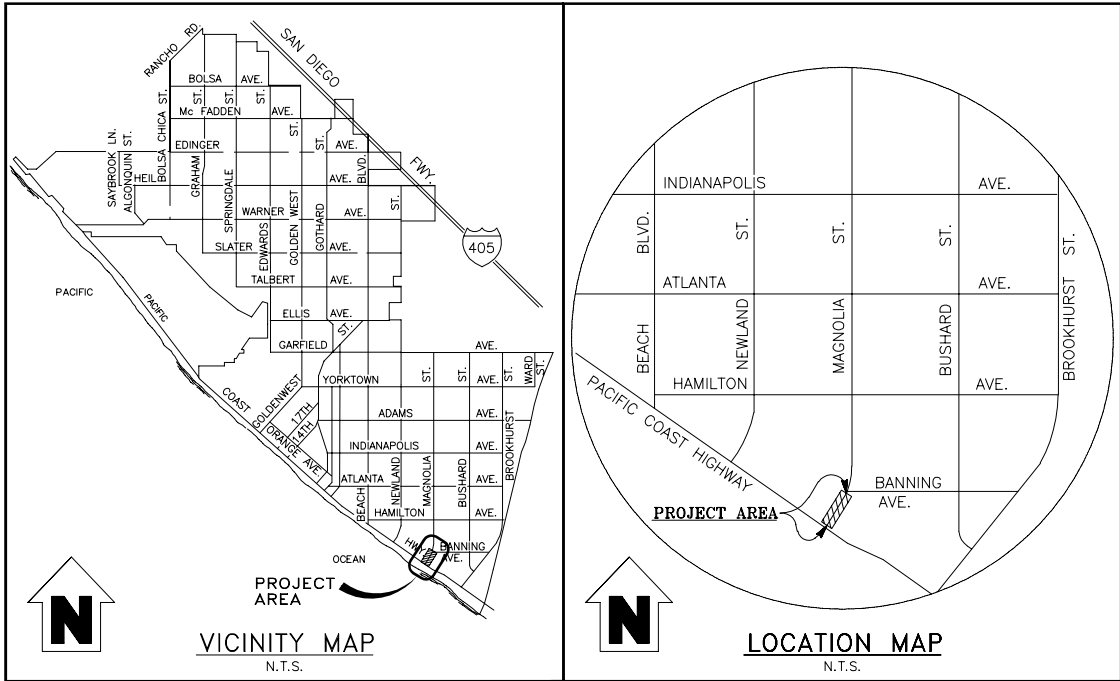 RANCHO RD.
SAN DIEGO
FWY.
405
BOLSA AVE.
Mc FADDEN AVE.
EDINGER AVE.
HEIL AVE.
WARNER AVE.
SLATER AVE.
TALBERT AVE.
ELLIS AVE.
GARFIELD AVE.
YORKTOWN AVE.
ADAMS AVE.
INDIANAPOLIS AVE.
ATLANTA AVE.
HAMILTON AVE.
BANNING
AVE.
SAYBROOK LN.
ALGONQUIN ST.
BOLSA CHICA ST.
GRAHAM ST.
SPRINGDALE ST.
EDWARDS ST.
GOLDEN WEST ST.
GOTHARD ST.
BLVD.
ST.
ST.
GOLDENWEST
17TH
14TH
ORANGE AVE.
BEACH
NEWLAND
MAGNOLIA ST.
BUSHARD ST.
BROOKHURST ST.
WARD ST.
PACIFIC
OCEAN
PACIFIC
COAST
HWY
PROJECT
AREA
N
VICINITY MAP
N.T.S.
INDIANAPOLIS AVE.
ATLANTA AVE.
HAMILTON AVE.
BANNING
AVE.
BEACH BLVD.
NEWLAND ST.
MAGNOLIA ST.
BUSHARD ST.
BROOKHURST ST.
PACIFIC COAST HIGHWAY
PROJECT AREA
N
LOCATION MAP
N.T.S.